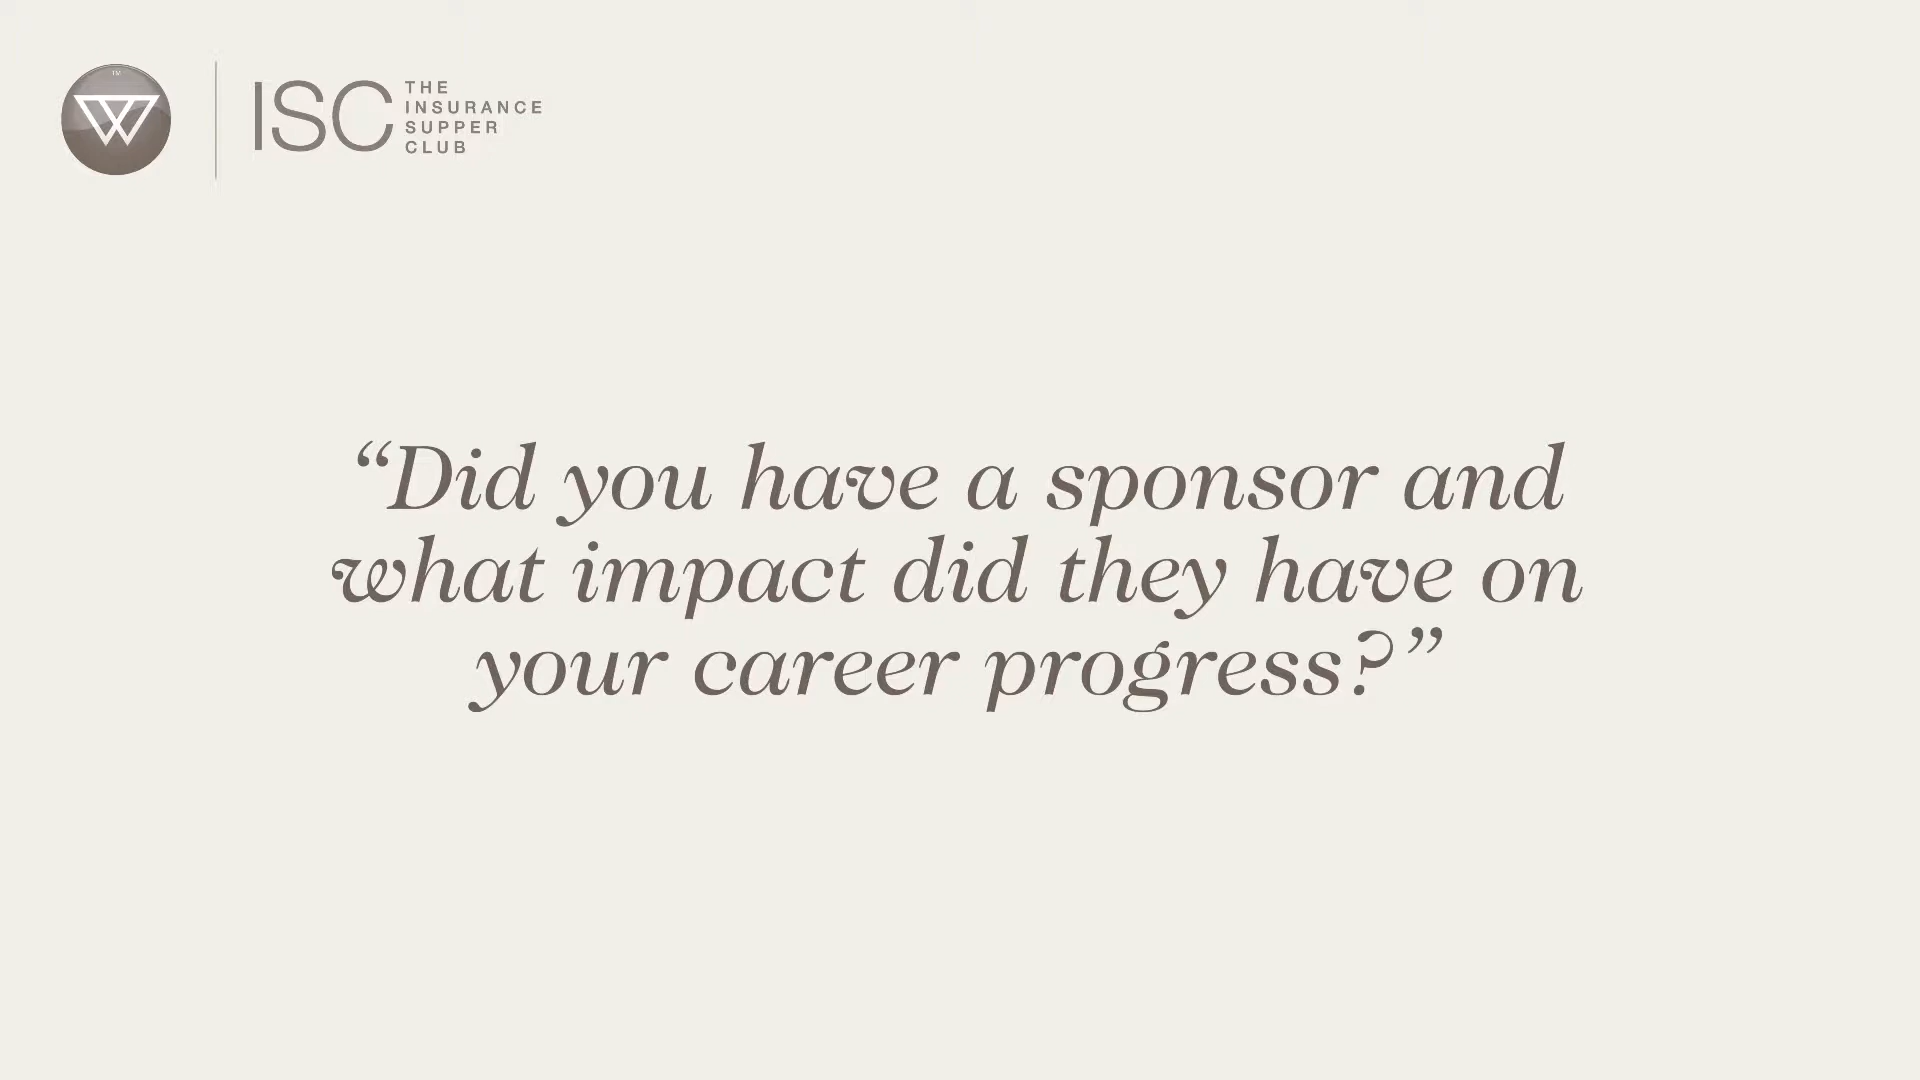 TM
W
ISC
THE
INSURANCE
SUPPER
CLUB
“Did you have a sponsor and
what impact did they have on
your career progress?”